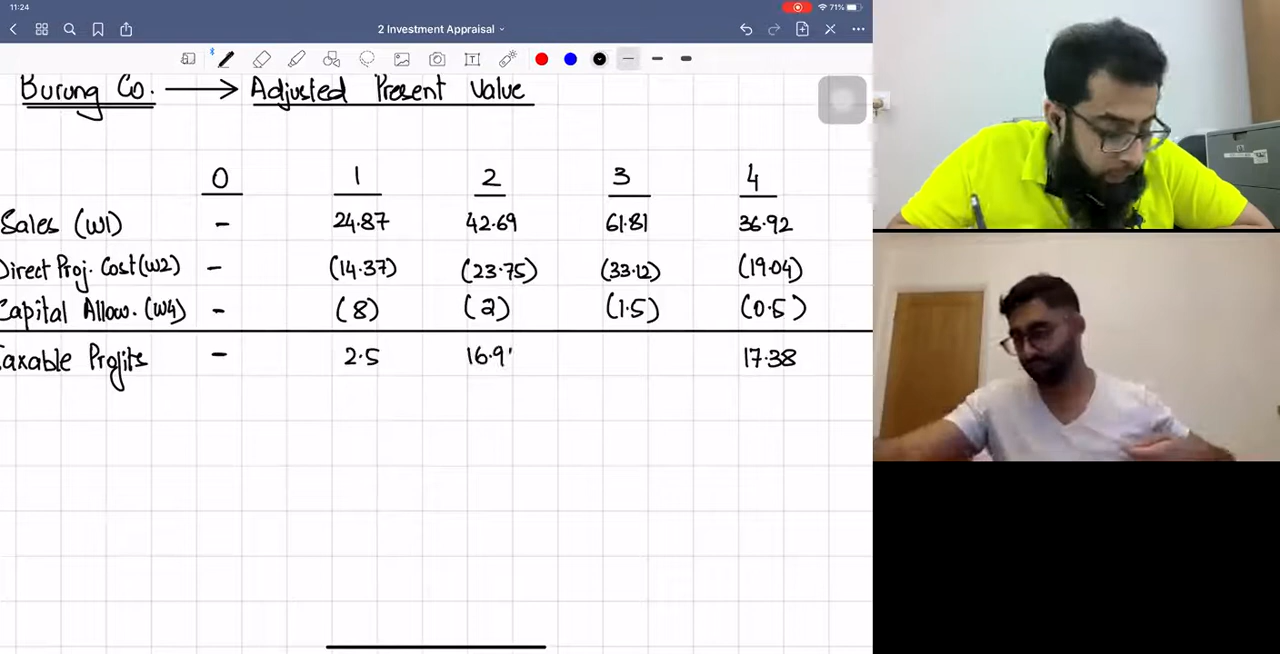 11:24
71%
2 Investment Appraisal
Burung Co. → Adjusted Present Value
0 1 2 3 4
Sales (W1) - 24.87 42.69 61.81 36.92
Direct Proj. Cost (W2) - (14.37) (23.75) (33.12) (19.04)
Capital Allow. (W4) - (8) (2) (1.5) (0.5)
Taxable Profits - 2.5 16.9 17.38